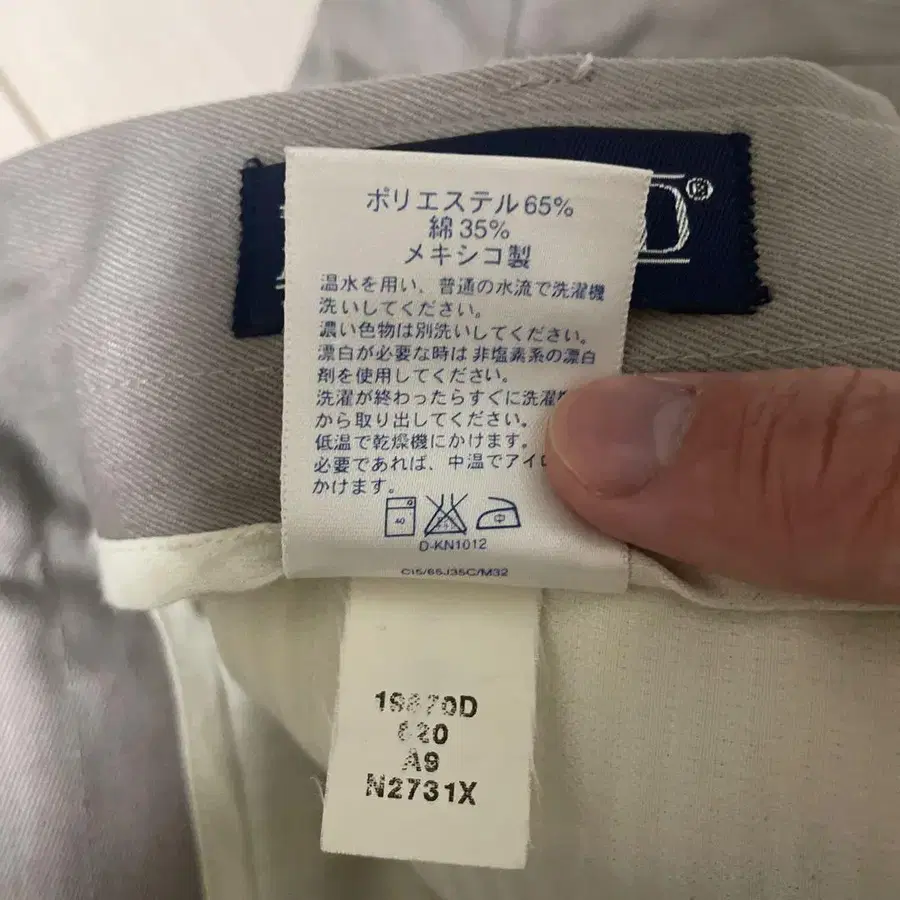 ポリエステル65%
綿35%
メキシコ製
温水を用い、普通の水流で洗濯機
洗いしてください。
濃い色物は別洗いしてください。
漂白が必要な時は非塩素系の漂白
剤を使用してください。
洗濯が終わったらすぐに洗濯
から取り出してください。
低温で乾燥機にかけます。
必要であれば、中温でアイ
かけます。
40
中
D-KN1012
C15/65J35C/M32
D®
A9
N2731X